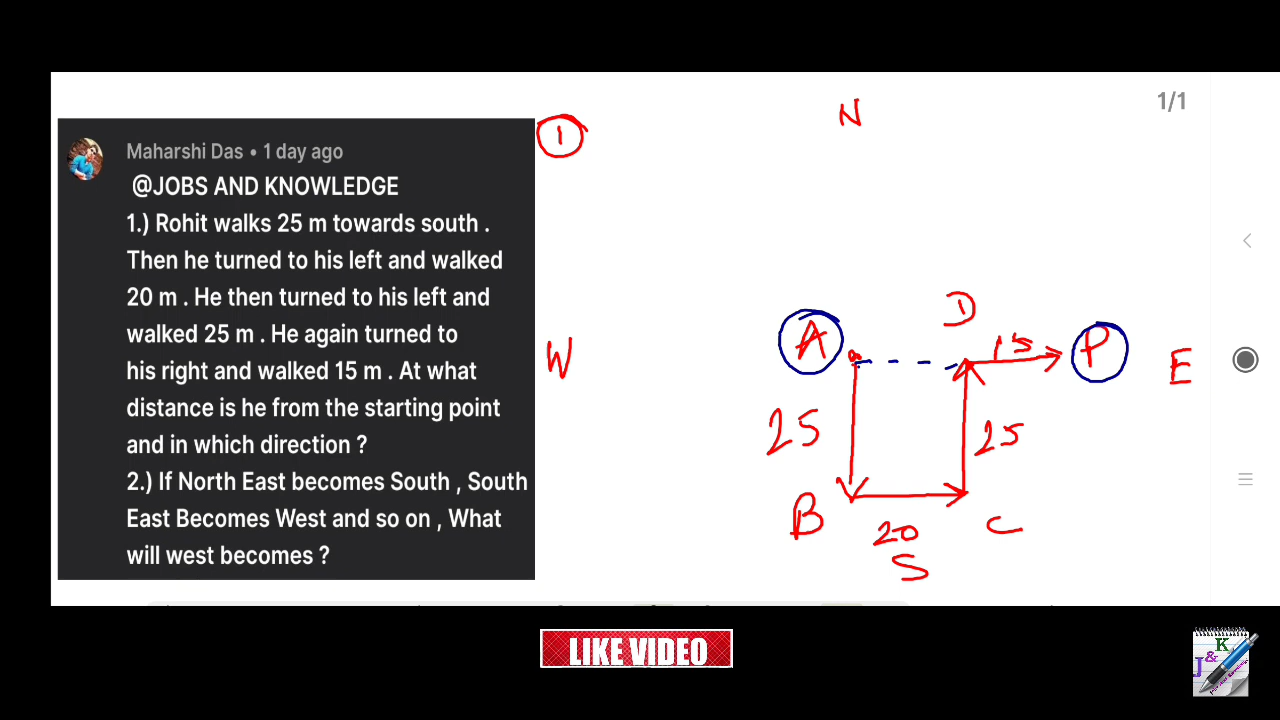 1/1
N
1
Maharshi Das • 1 day ago
@JOBS AND KNOWLEDGE
1.) Rohit walks 25 m towards south .
Then he turned to his left and walked
20 m . He then turned to his left and
walked 25 m . He again turned to
his right and walked 15 m . At what
distance is he from the starting point
and in which direction ?
2.) If North East becomes South , South
East Becomes West and so on , What
will west becomes ?
W
A
D
15
P
E
25
25
B
20
C
S
LIKE VIDEO
J&K